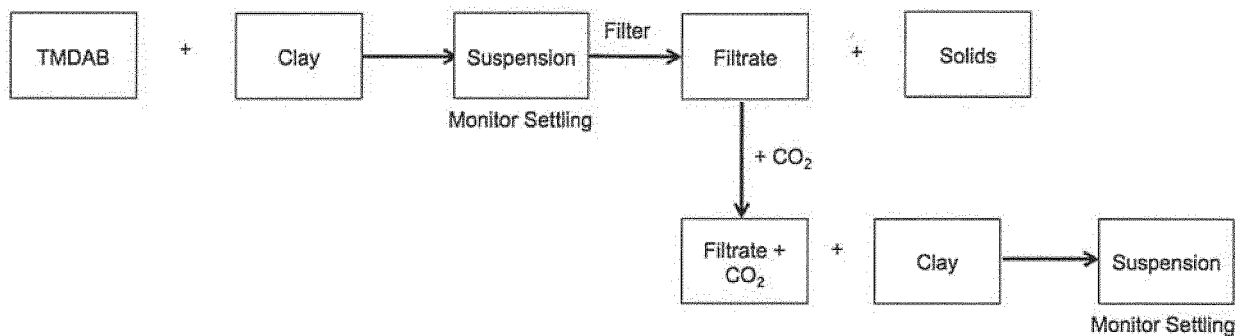 TMDAB + Clay Suspension Filter Filtrate + Solids
Monitor Settling
+ CO₂
Filtrate +
CO₂
+ Clay Suspension
Monitor Settling